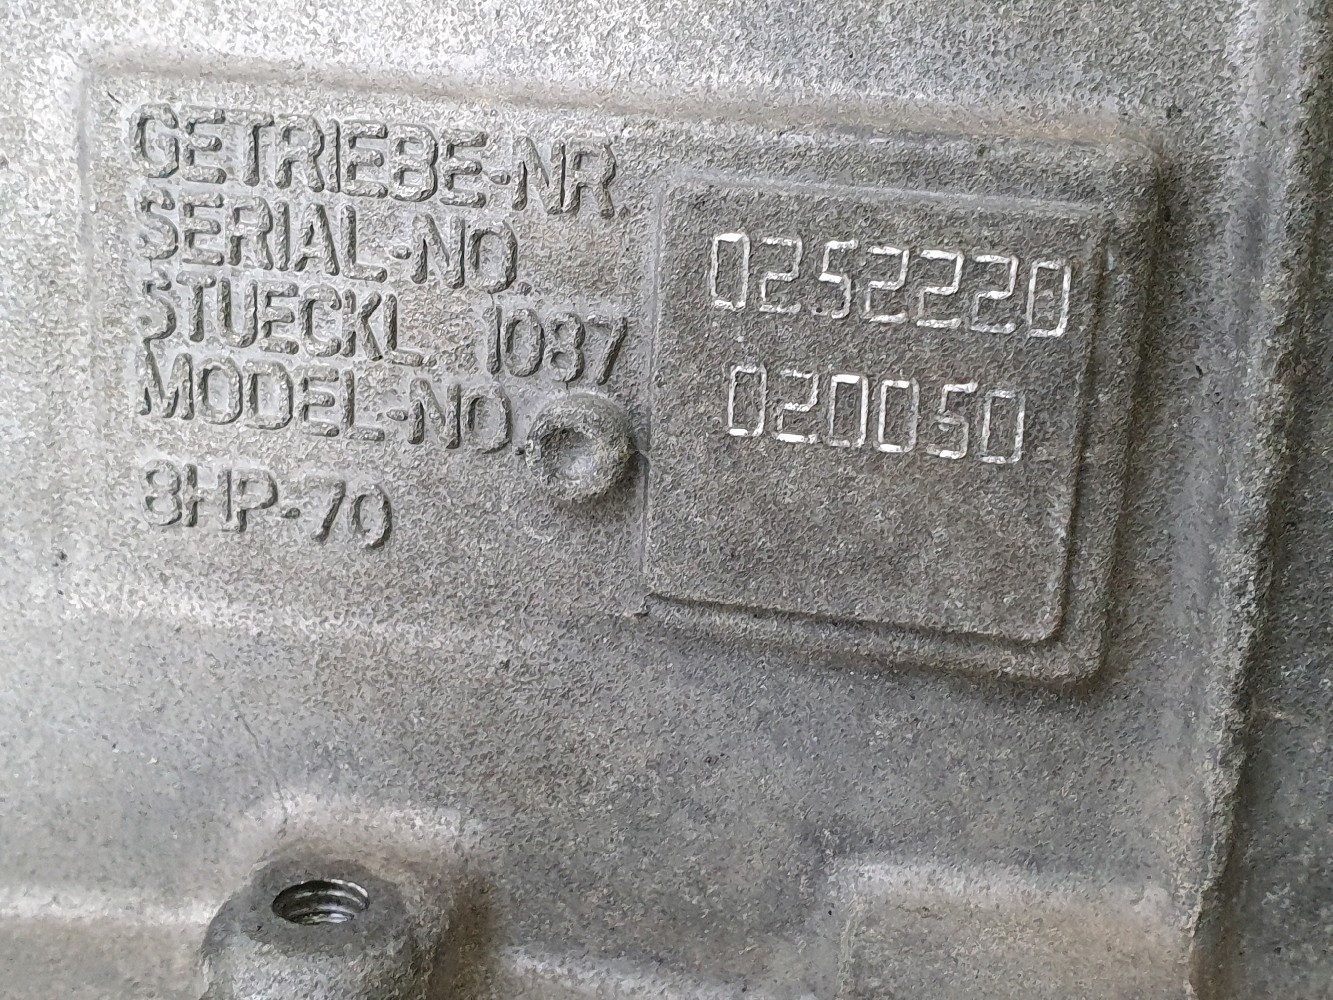 GETRIEBE-NR.
SERIAL-NO. 0252220
STUECKL. 1087
MODEL-NO. 020050
8HP-70